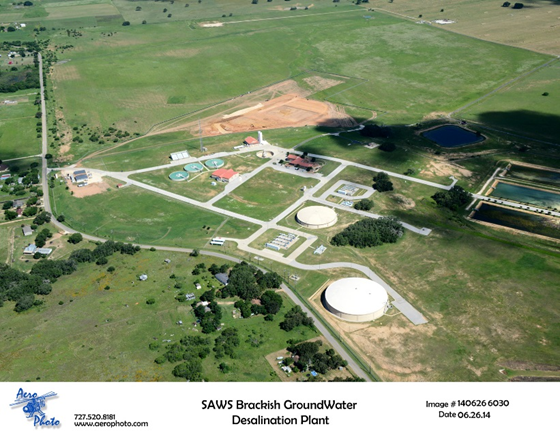 Aero
Photo
727.520.8181
www.aerophoto.com
SAWS Brackish GroundWater
Desalination Plant
Image # 140626 6030
Date 06.26.14